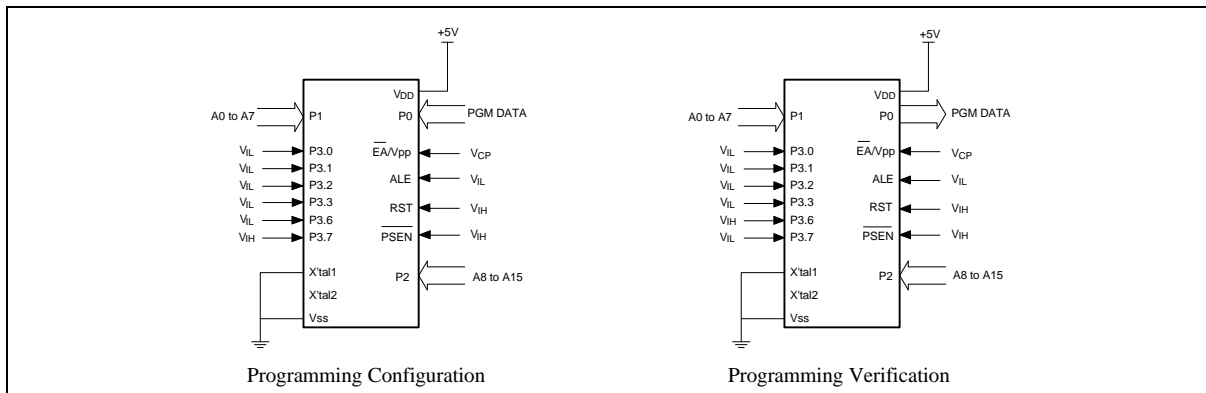 +5V
VDD
A0 to A7 P1 P0 PGM DATA
VIL P3.0 EA/Vpp VCP
VIL P3.1
VIL P3.2 ALE VIL
VIL P3.3 RST VIH
VIL P3.6
VIH P3.7 PSEN VIH
X'tal1 P2 A8 to A15
X'tal2
Vss
Programming Configuration
+5V
VDD
A0 to A7 P1 P0 PGM DATA
VIL P3.0 EA/Vpp VCP
VIL P3.1
VIL P3.2 ALE VIL
VIL P3.3 RST VIH
VIH P3.6
VIL P3.7 PSEN VIH
X'tal1 P2 A8 to A15
X'tal2
Vss
Programming Verification